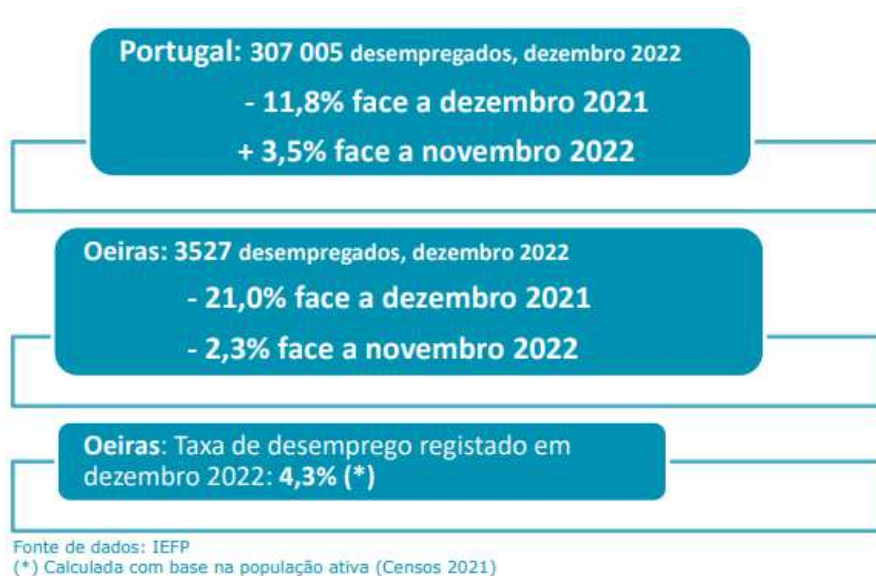 Portugal: 307 005 desempregados, dezembro 2022
- 11,8% face a dezembro 2021
+ 3,5% face a novembro 2022
Oeiras: 3527 desempregados, dezembro 2022
- 21,0% face a dezembro 2021
- 2,3% face a novembro 2022
Oeiras: Taxa de desemprego registado em
dezembro 2022: 4,3% (*)
Fonte de dados: IEFP
(*) Calculada com base na população ativa (Censos 2021)